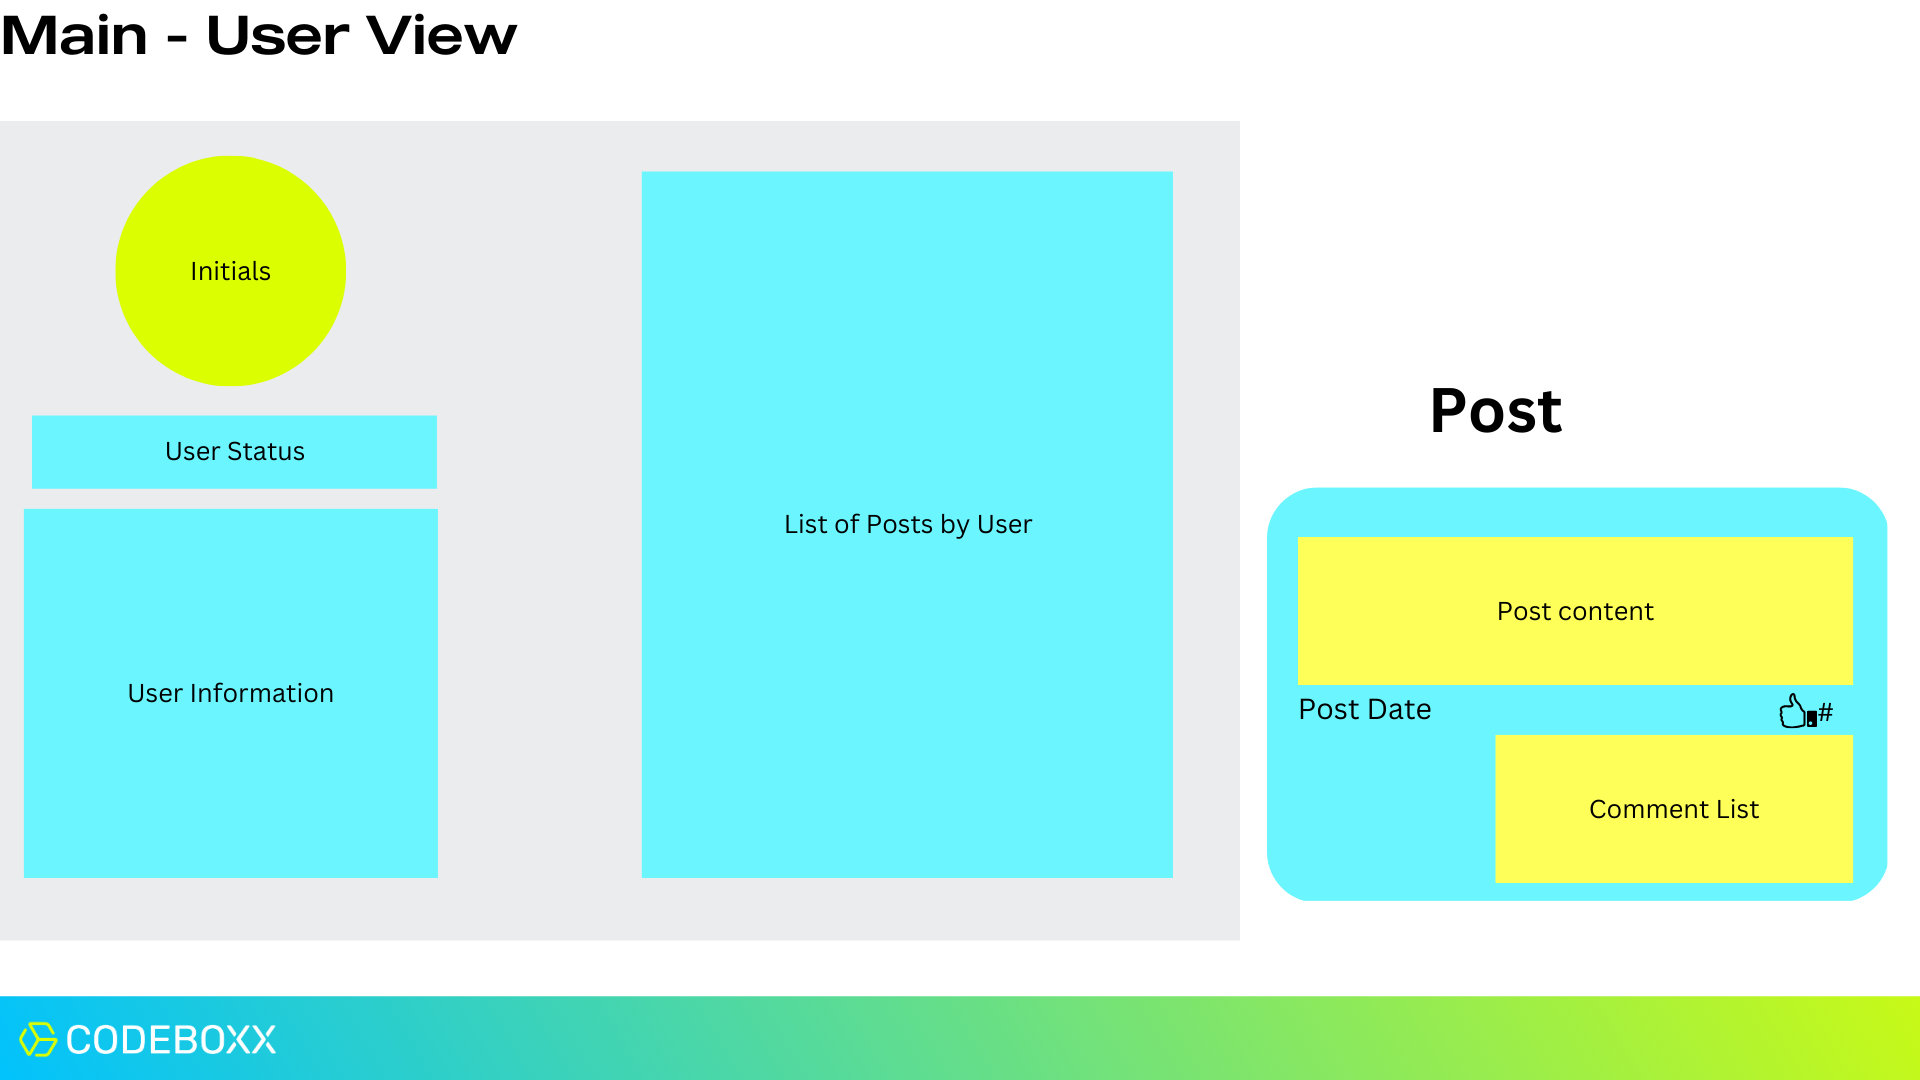 Main - User View
Initials
User Status
User Information
List of Posts by User
Post
Post content
Post Date
#
Comment List
CODEBOXX